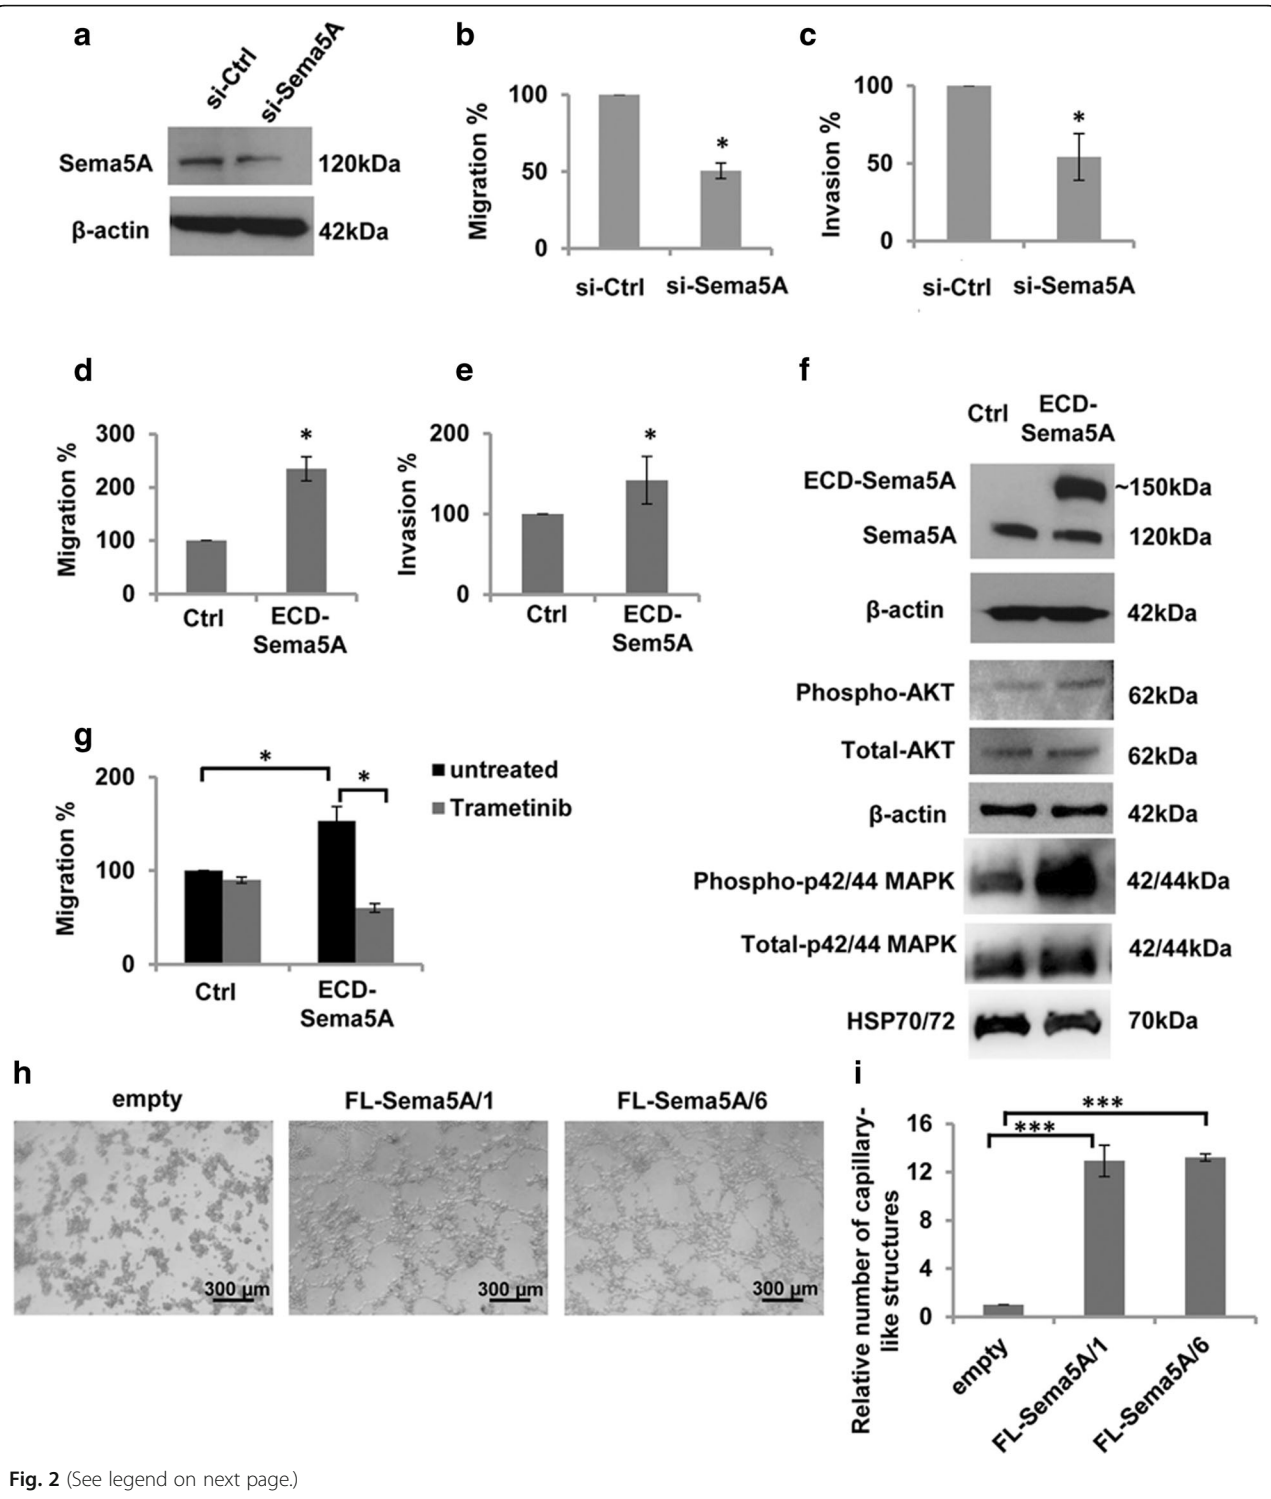 a
si-Ctrl
si-Sema5A
Sema5A
120kDa
β-actin
42kDa
b
Migration %
100
50
0
*
si-Ctrl
si-Sema5A
c
Invasion %
100
50
0
*
si-Ctrl
si-Sema5A
d
Migration %
300
200
100
0
*
Ctrl
ECD-
Sema5A
e
Invasion %
200
100
0
*
Ctrl
ECD-
Sem5A
f
Ctrl
ECD-
Sema5A
ECD-Sema5A
~150kDa
Sema5A
120kDa
β-actin
42kDa
Phospho-AKT
62kDa
Total-AKT
62kDa
β-actin
42kDa
Phospho-p42/44 MAPK
42/44kDa
Total-p42/44 MAPK
42/44kDa
HSP70/72
70kDa
g
Migration %
200
100
0
*
*
untreated
Trametinib
Ctrl
ECD-
Sema5A
h
empty
FL-Sema5A/1
FL-Sema5A/6
300 µm
300 µm
300 µm
i
Relative number of capillary-
like structures
16
12
8
4
0
***
***
empty
FL-Sema5A/1
FL-Sema5A/6
Fig. 2 (See legend on next page.)